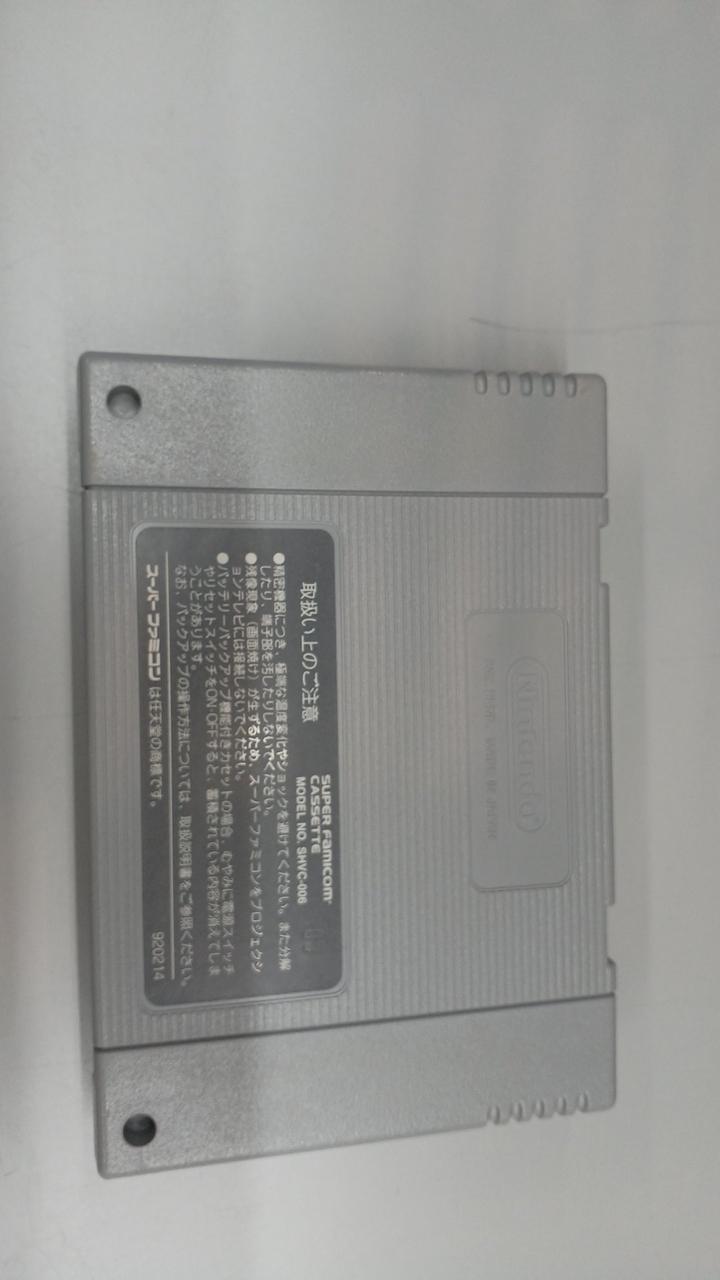 Nintendo®
SUPER FAMICOM®
CASSETTE
MODEL NO. SHVC-006
取扱い上のご注意
●精密機器につき、極端な温度変化やショックを避けてください。また分解
したり、端子部を汚したりしないでください。
●残像現象(画面焼け)が生ずるため、スーパーファミコンをプロジェクシ
ョンテレビには接続しないでください。
●バッテリーバックアップ機能付きカセットの場合、むやみに電源スイッチ
やリセットスイッチをON-OFFすると、蓄積されている内容が消えてしま
うことがあります。
なお、バックアップの操作方法については、取扱説明書をご参照ください。
スーパーファミコンは任天堂の商標です。
920214